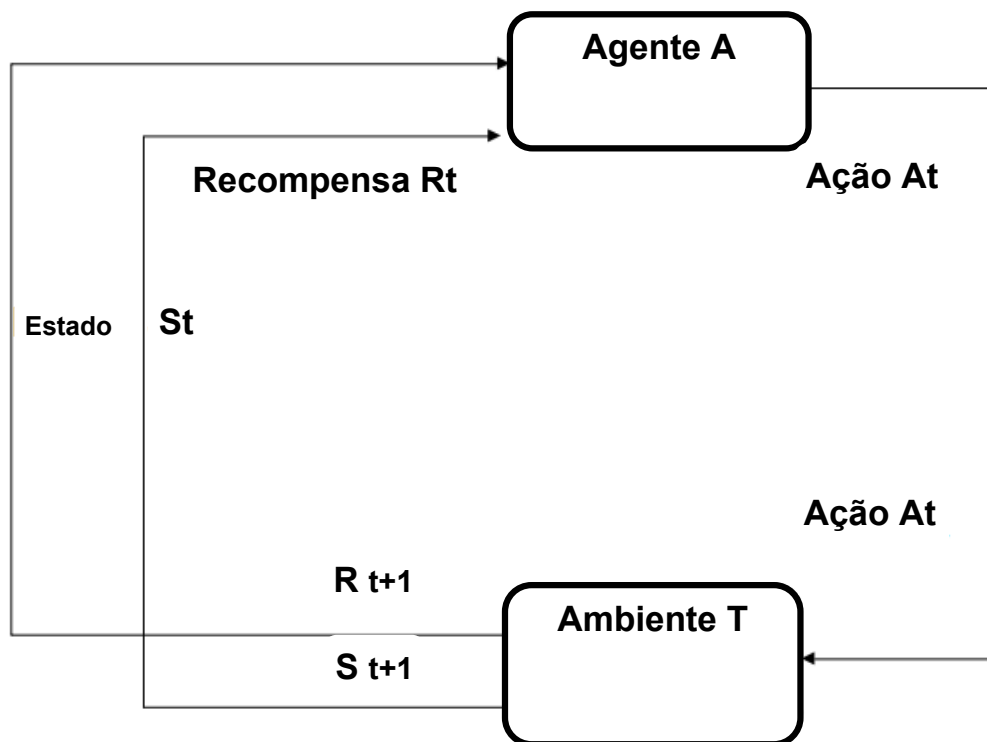 Agente A
Recompensa Rt
Ação At
Estado
St
Ação At
R t+1
Ambiente T
S t+1